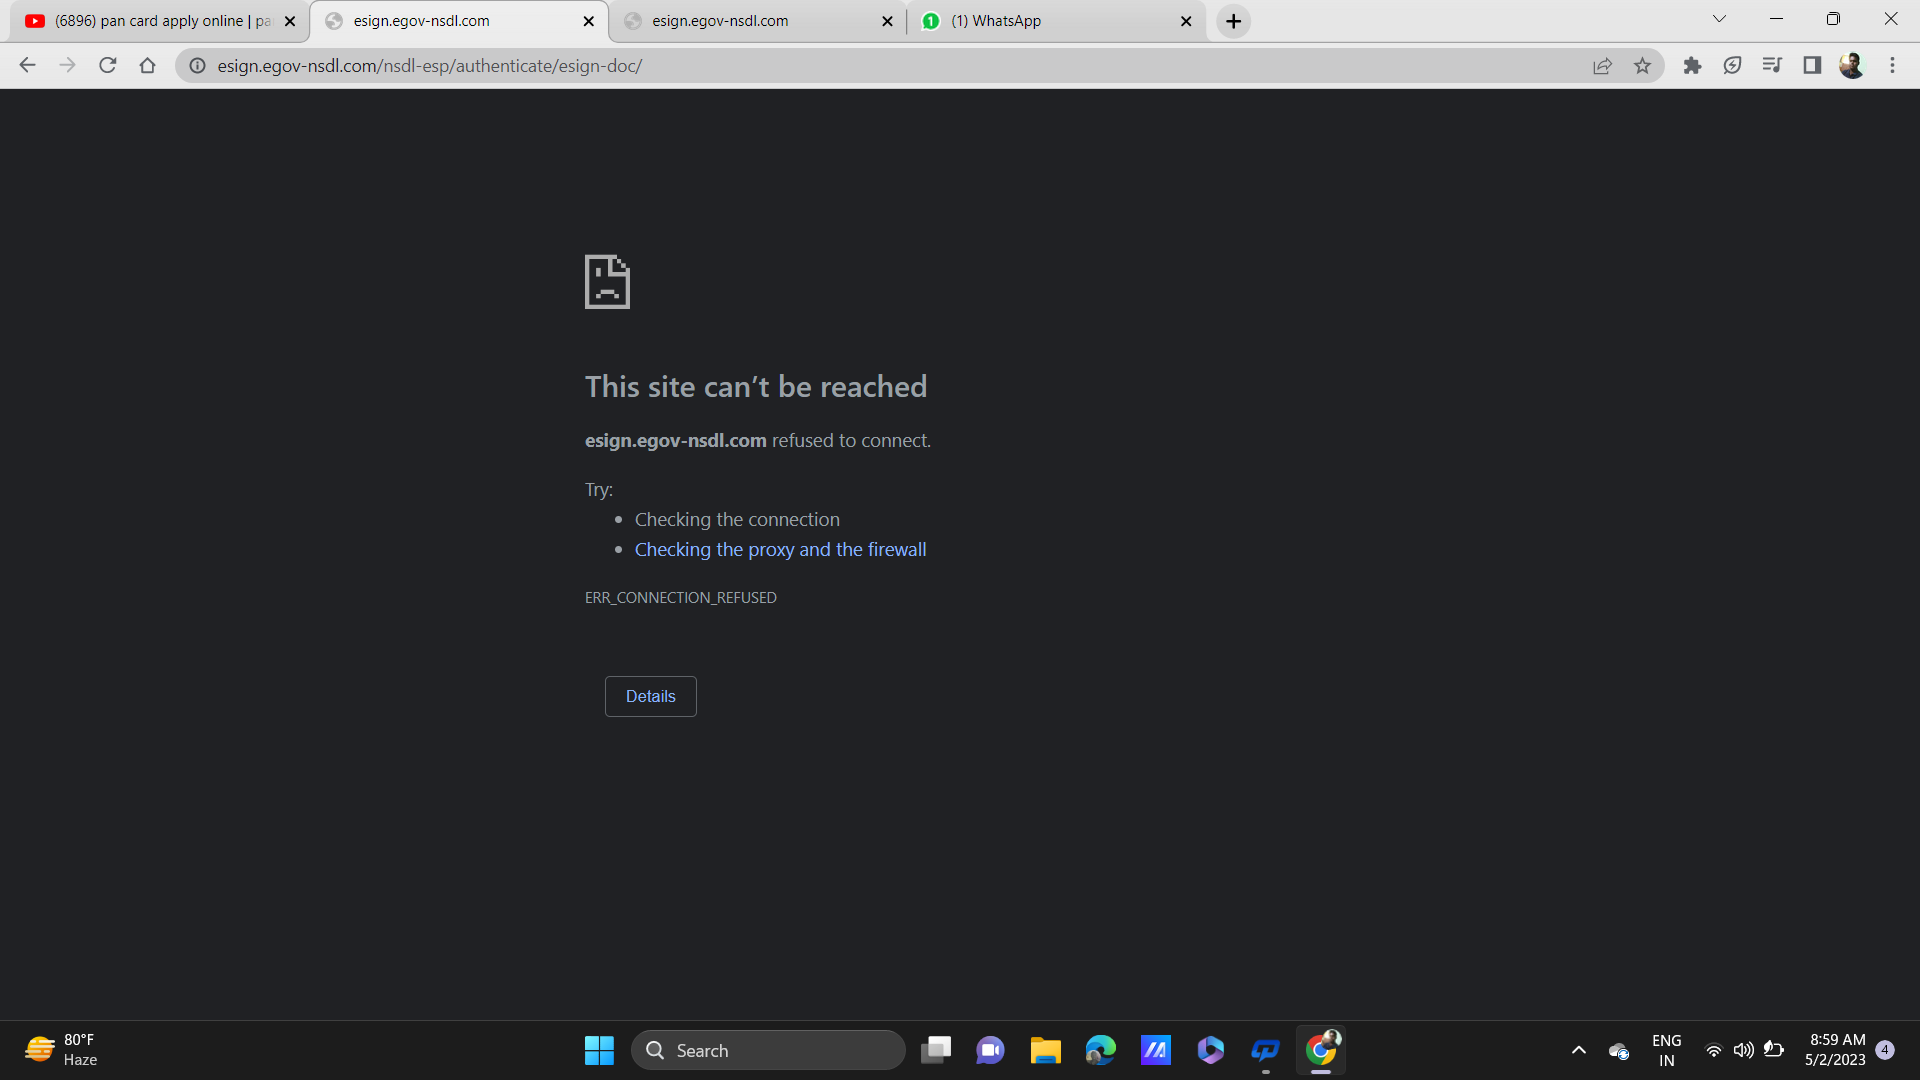 (6896) pan card apply online | pa
esign.egov-nsdl.com
esign.egov-nsdl.com
1
(1) WhatsApp
esign.egov-nsdl.com/nsdl-esp/authenticate/esign-doc/
This site can’t be reached
esign.egov-nsdl.com refused to connect.
Try:
• Checking the connection
• Checking the proxy and the firewall
ERR_CONNECTION_REFUSED
Details
80°F
Haze
Search
ENG
IN
8:59 AM
5/2/2023
4